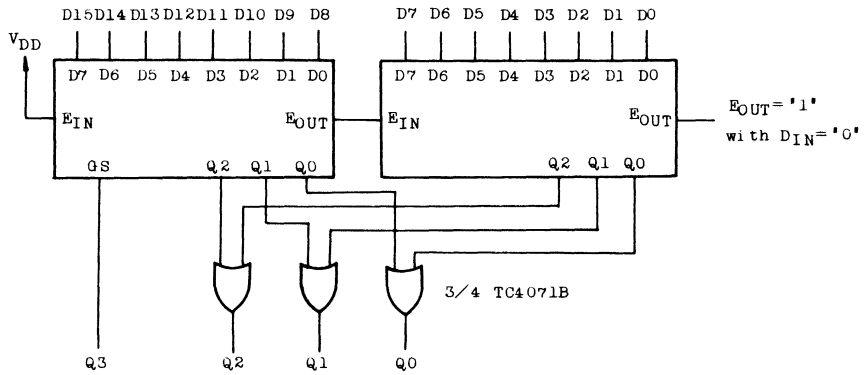 D15 D14 D13 D12 D11 D10 D9 D8
D7 D6 D5 D4 D3 D2 D1 D0
VDD
D7 D6 D5 D4 D3 D2 D1 D0
D7 D6 D5 D4 D3 D2 D1 D0
EIN
EOUT
EIN
EOUT
EOUT="1"
with DIN="0"
GS Q2 Q1 Q0
Q2 Q1 Q0
3/4 TC4071B
Q3 Q2 Q1 Q0